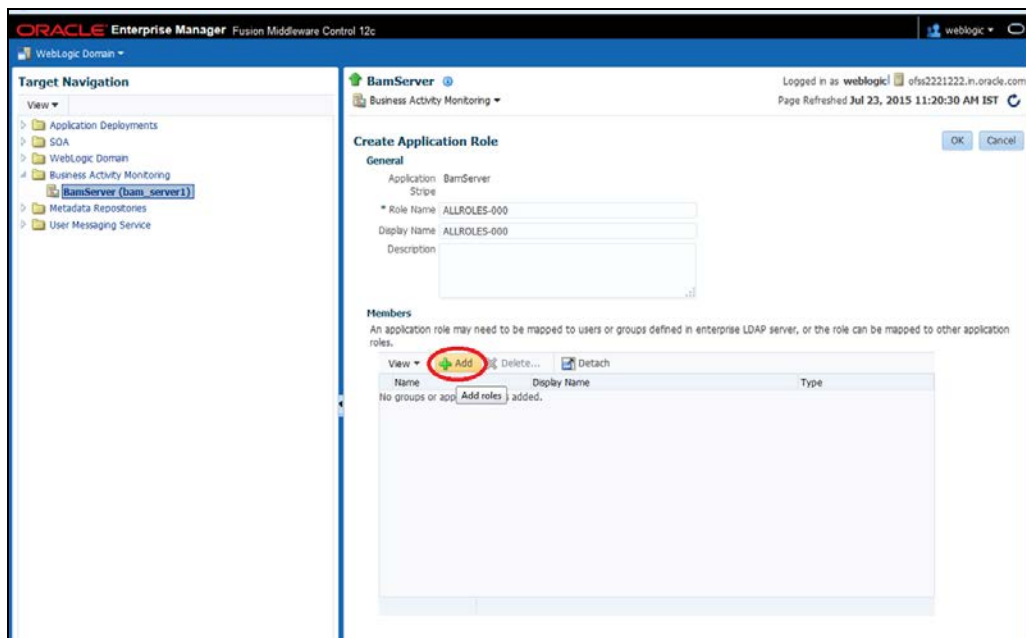 ORACLE Enterprise Manager Fusion Middleware Control 12c
weblogic
WebLogic Domain
Target Navigation
View
Application Deployments
SOA
WebLogic Domain
Business Activity Monitoring
BamServer (bam_server1)
Metadata Repositories
User Messaging Service
BamServer
Business Activity Monitoring
Logged in as weblogic
ofss2221222.in.oracle.com
Page Refreshed Jul 23, 2015 11:20:30 AM IST
Create Application Role
OK Cancel
General
Application Stripe BamServer
* Role Name ALLROLES-000
Display Name ALLROLES-000
Description
Members
An application role may need to be mapped to users or groups defined in enterprise LDAP server, or the role can be mapped to other application
roles.
View Add Delete... Detach
Name Display Name Type
No groups or app added.
Add roles